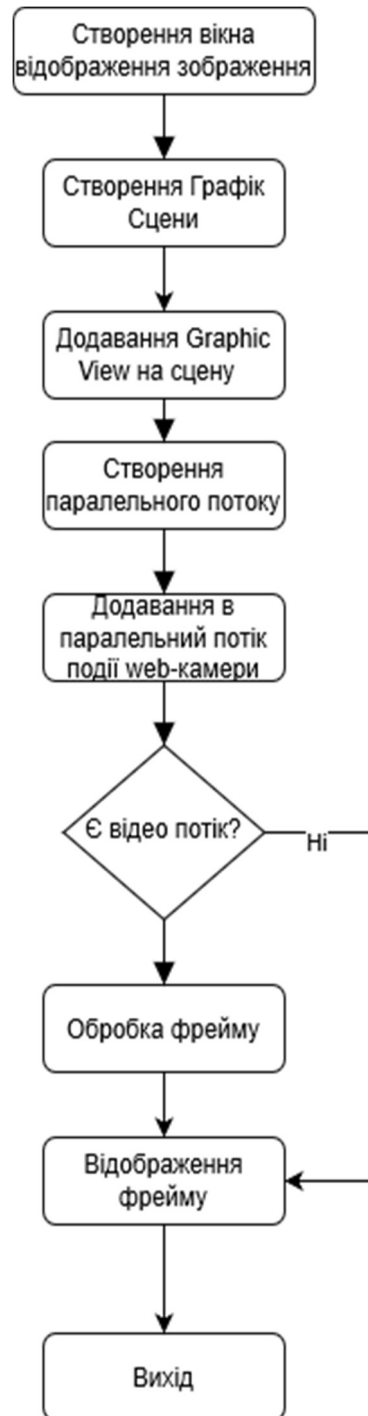 Створення вікна
відображення зображення
Створення Графік
Сцени
Додавання Graphic
View на сцену
Створення
паралельного потоку
Додавання в
паралельний потік
події web-камери
Є відео потік?
Ні
Обробка фрейму
Відображення
фрейму
Вихід